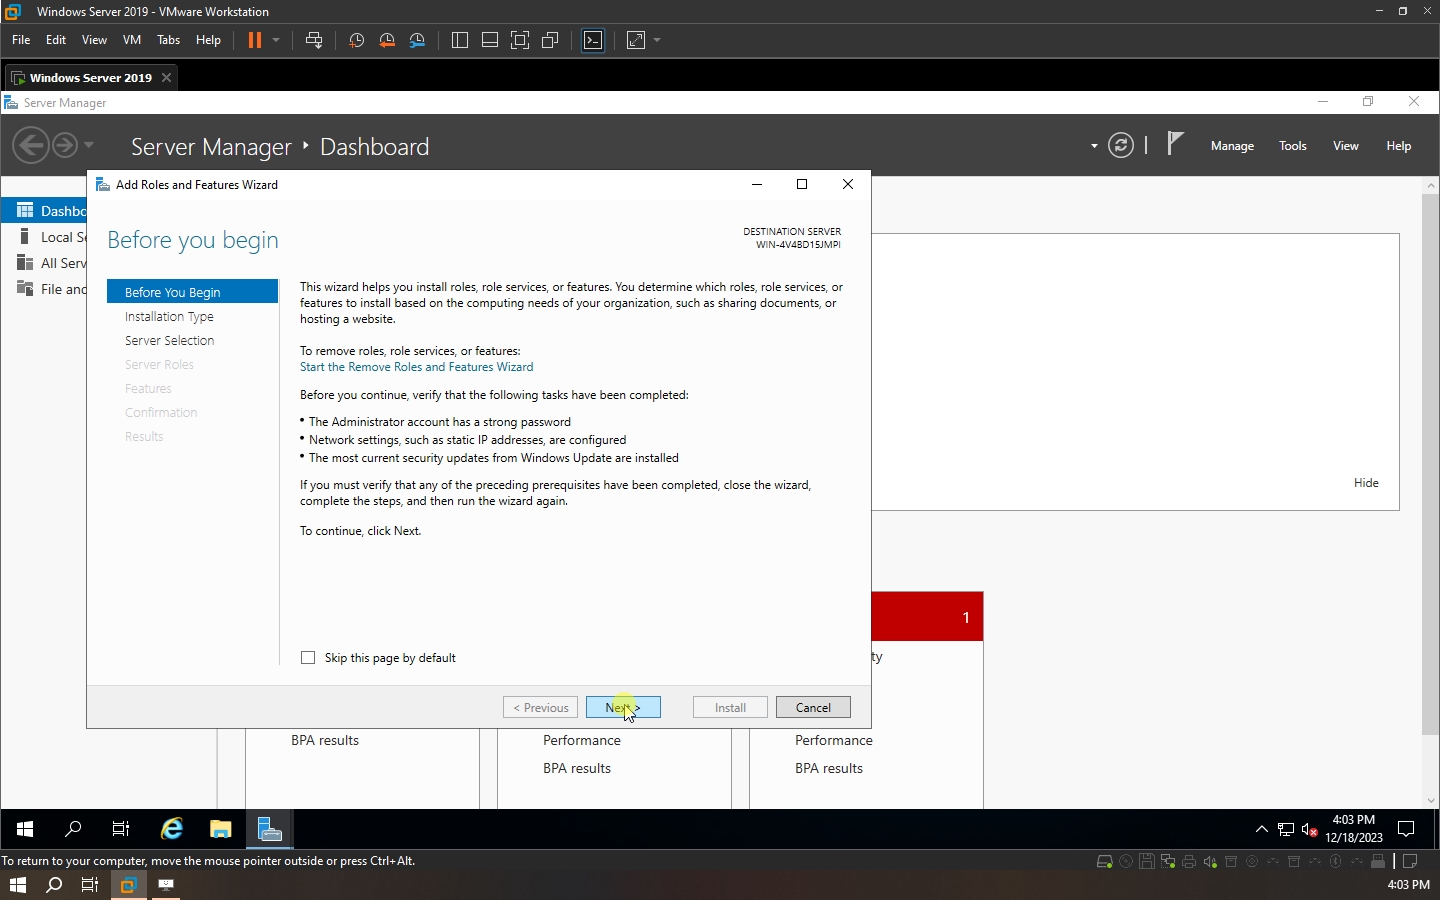 Windows Server 2019 - VMware Workstation
File Edit View VM Tabs Help
Windows Server 2019
Server Manager
Server Manager Dashboard
Manage Tools View Help
Add Roles and Features Wizard
Dashbo
Local Se
All Serv
File and
Before you begin
DESTINATION SERVER
WIN-4V4BD15JMPI
Before You Begin
Installation Type
Server Selection
Server Roles
Features
Confirmation
Results
This wizard helps you install roles, role services, or features. You determine which roles, role services, or
features to install based on the computing needs of your organization, such as sharing documents, or
hosting a website.
To remove roles, role services, or features:
Start the Remove Roles and Features Wizard
Before you continue, verify that the following tasks have been completed:
• The Administrator account has a strong password
• Network settings, such as static IP addresses, are configured
• The most current security updates from Windows Update are installed
If you must verify that any of the preceding prerequisites have been completed, close the wizard,
complete the steps, and then run the wizard again.
To continue, click Next.
Skip this page by default
< Previous Next > Install Cancel
Hide
1
ty
BPA results
Performance
BPA results
Performance
BPA results
4:03 PM
12/18/2023
To return to your computer, move the mouse pointer outside or press Ctrl+Alt.
4:03 PM